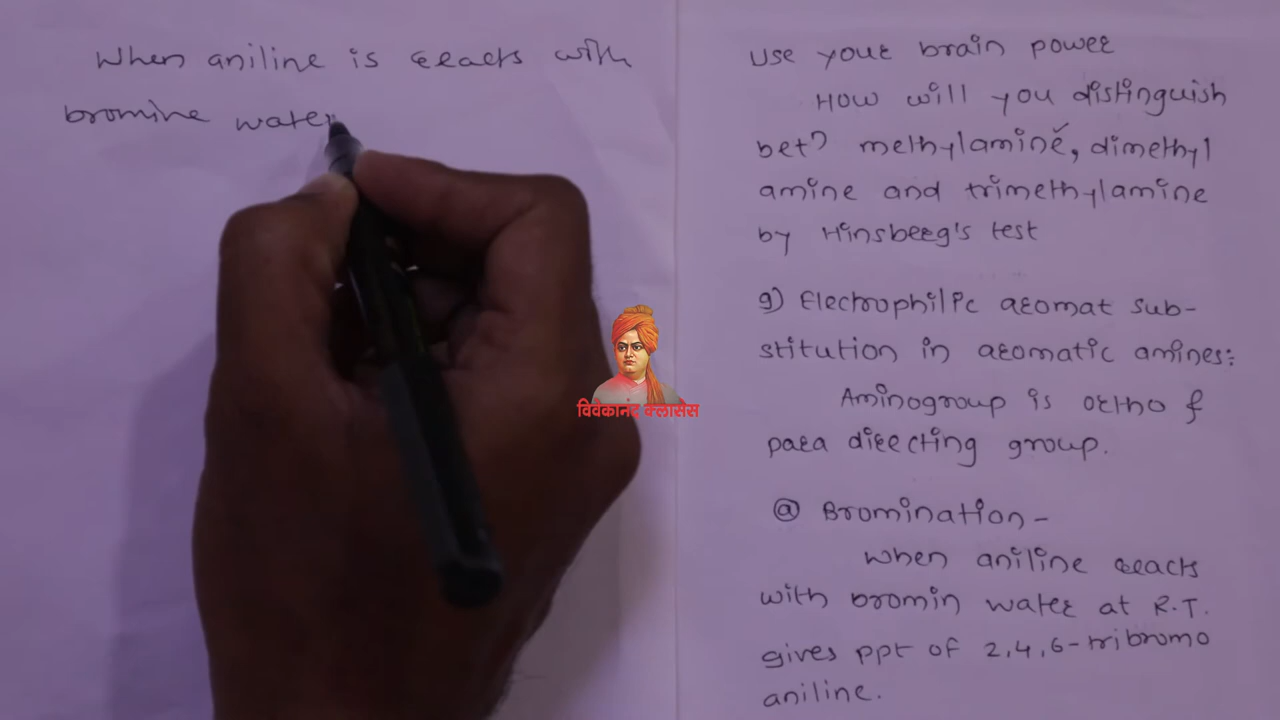 When aniline is reacts with
bromine water
विवेकानंद क्लासेस
Use your brain power
How will you distinguish
betⁿ methylamine, dimethyl
amine and trimethylamine
by Hinsberg's test
9) Electrophilic aromat sub-
stitution in aromatic amines:
Aminogroup is ortho &
para directing group.
ⓐ Bromination-
When aniline reacts
with bromin water at R.T.
gives ppt of 2,4,6-tribromo
aniline.